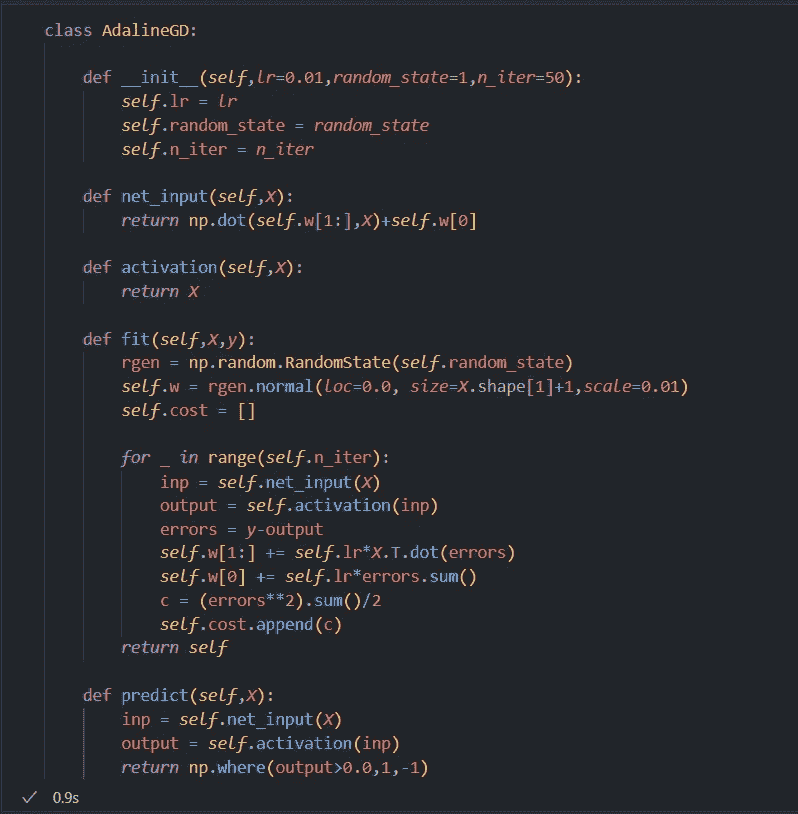 class AdalineGD:
def __init__(self,lr=0.01,random_state=1,n_iter=50):
self.lr = lr
self.random_state = random_state
self.n_iter = n_iter
def net_input(self,X):
return np.dot(self.w[1:],X)+self.w[0]
def activation(self,X):
return X
def fit(self,X,y):
rgen = np.random.RandomState(self.random_state)
self.w = rgen.normal(loc=0.0, size=X.shape[1]+1,scale=0.01)
self.cost = []
for _ in range(self.n_iter):
inp = self.net_input(X)
output = self.activation(inp)
errors = y-output
self.w[1:] += self.lr*X.T.dot(errors)
self.w[0] += self.lr*errors.sum()
c = (errors**2).sum()/2
self.cost.append(c)
return self
def predict(self,X):
inp = self.net_input(X)
output = self.activation(inp)
return np.where(output>0.0,1,-1)
0.9s